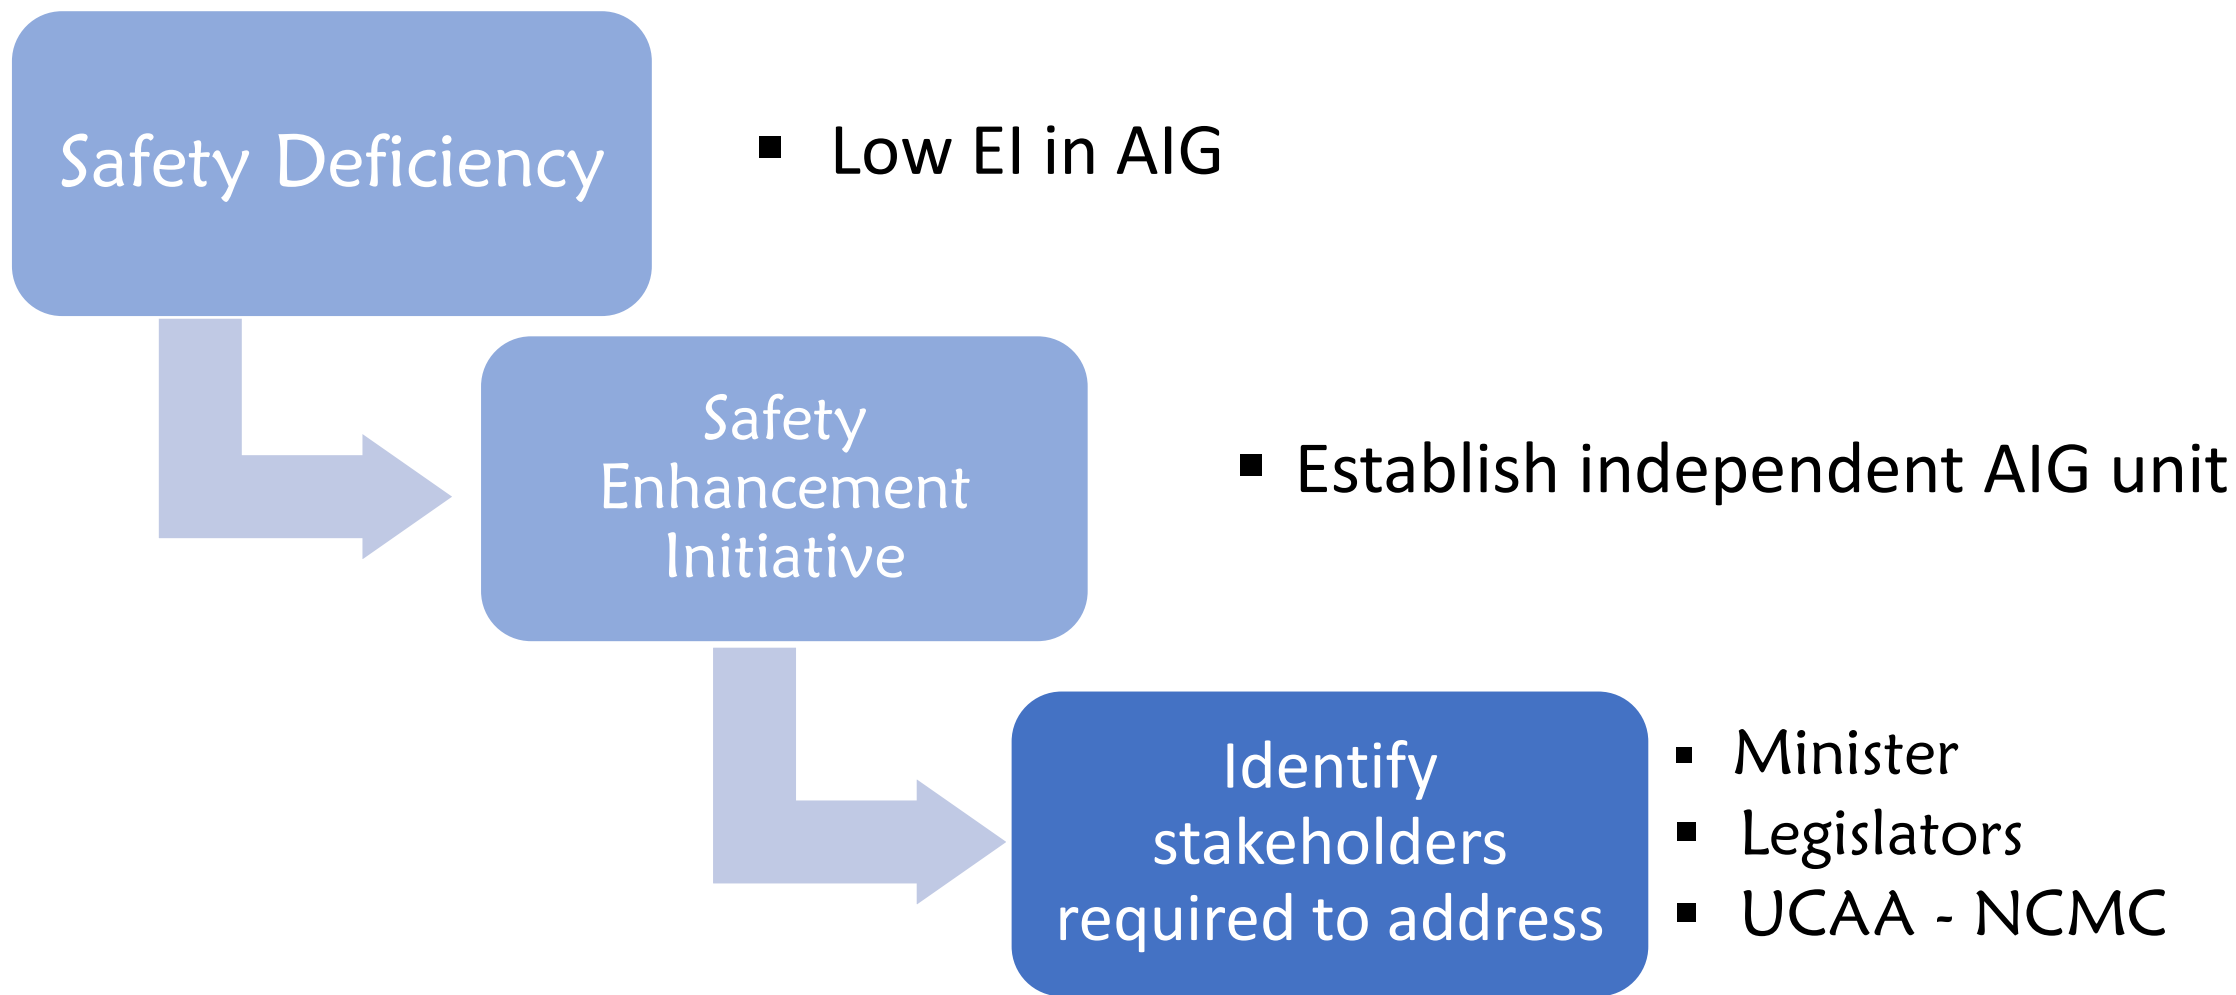 Safety Deficiency
▪ Low EI in AIG
Safety
Enhancement
Initiative
▪ Establish independent AIG unit
Identify
stakeholders
required to address
▪ Minister
▪ Legislators
▪ UCAA - NCMC